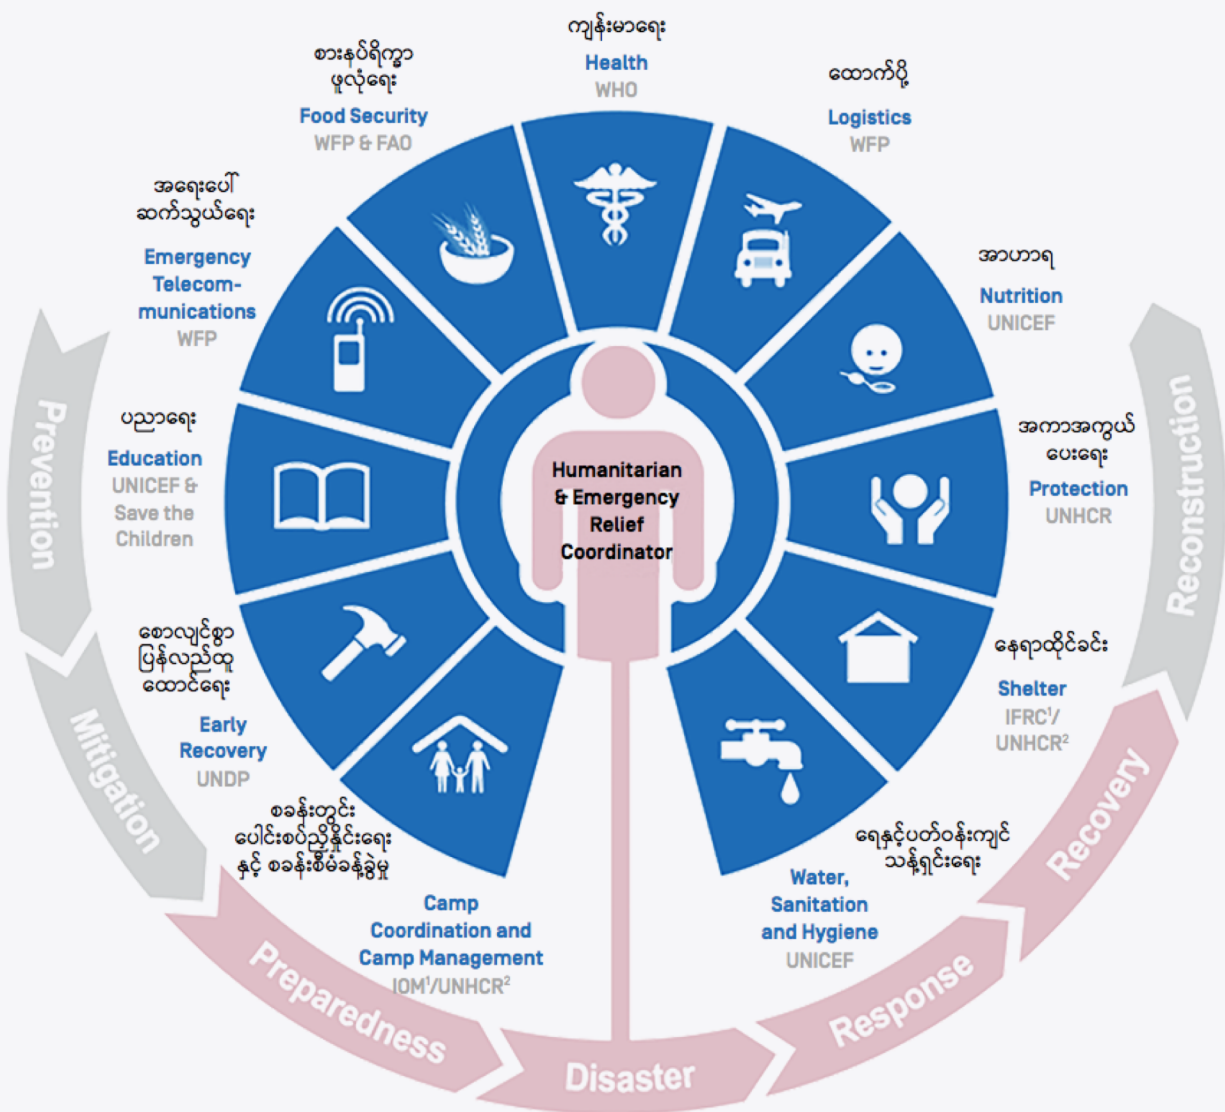 ကျန်းမာရေး
Health
WHO
ထောက်ပို့
Logistics
WFP
အာဟာရ
Nutrition
UNICEF
အကာအကွယ်
ပေးရေး
Protection
UNHCR
နေရာထိုင်ခင်း
Shelter
IFRC¹/
UNHCR²
ရေနှင့်ပတ်ဝန်းကျင်
သန့်ရှင်းရေး
Water,
Sanitation
and Hygiene
UNICEF
စခန်းတွင်း
ပေါင်းစပ်ညှိနှိုင်းရေး
နှင့် စခန်းစီမံခန့်ခွဲမှု
Camp
Coordination and
Camp Management
IOM¹/UNHCR²
စောလျင်စွာ
ပြန်လည်ထူ
ထောင်ရေး
Early
Recovery
UNDP
ပညာရေး
Education
UNICEF &
Save the
Children
အရေးပေါ်
ဆက်သွယ်ရေး
Emergency
Telecom-
munications
WFP
စားနပ်ရိက္ခာ
ဖူလုံရေး
Food Security
WFP & FAO
Humanitarian
& Emergency
Relief
Coordinator
Prevention
Mitigation
Preparedness
Disaster
Response
Recovery
Reconstruction